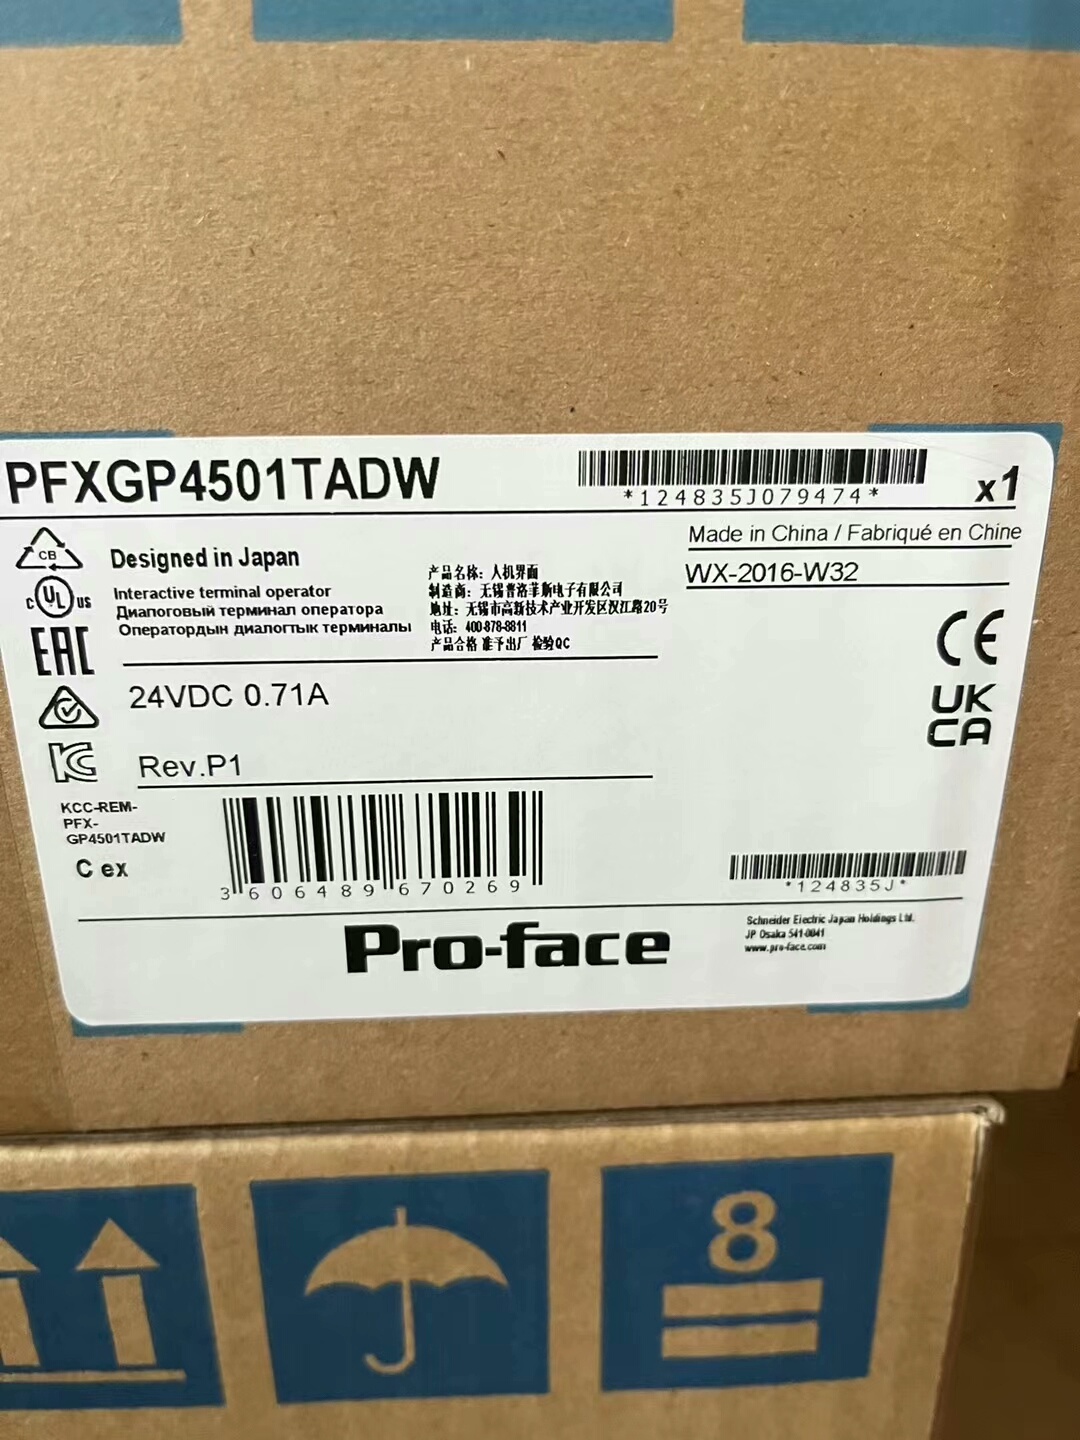 PFXGP4501TADW
*124835J079474*
x1
Made in China / Fabriqué en Chine
WX-2016-W32
CB
c UL us
EAC
Designed in Japan
Interactive terminal operator
Диапоговый терминал оператора
Оператордын диалогтык терминалы
产品名称: 人机界面
制造商: 无锡普洛菲斯电子有限公司
地址: 无锡市高新技术产业开发区汉江路20号
电话: 400-878-8811
产品合格 准予出厂 检验QC
24VDC 0.71A
Rev.P1
CE
UK
CA
KC
KCC-REM-
PFX-
GP4501TADW
C ex
3606489670269
*124835J*
Pro-face
Schneider Electric Japan Holdings Ltd.
JP Osaka 541-0041
www.pro-face.com
8